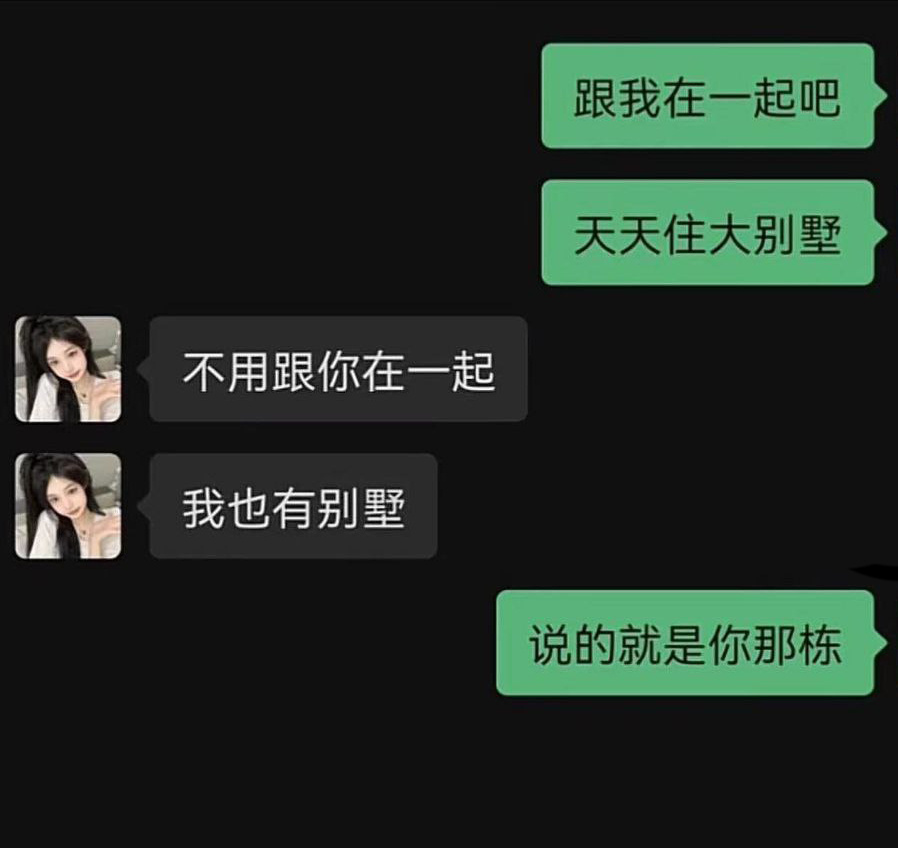 跟我在一起吧
天天住大别墅
不用跟你在一起
我也有别墅
说的就是你那栋